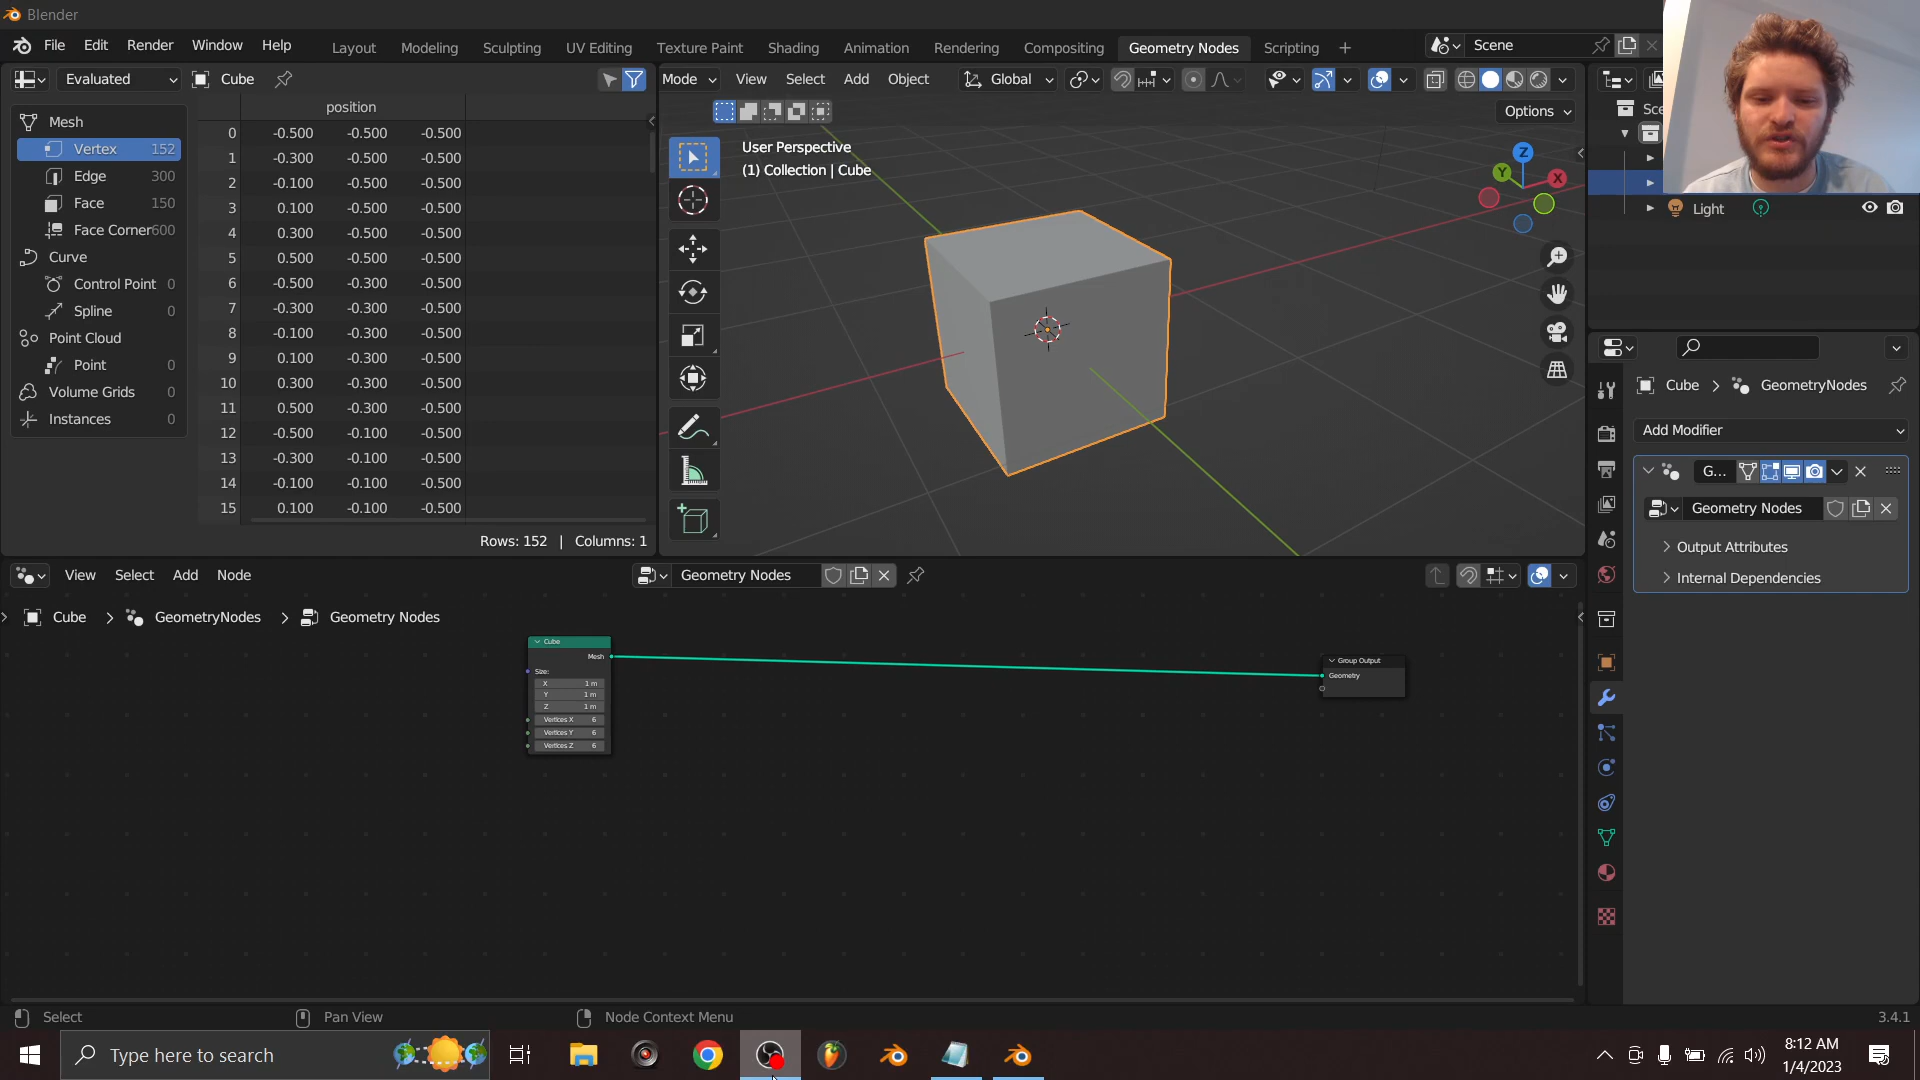 Blender
File Edit Render Window Help Layout Modeling Sculpting UV Editing Texture Paint Shading Animation Rendering Compositing Geometry Nodes Scripting + Scene
Evaluated Cube
Mode View Select Add Object Global
Options
position
Mesh
Vertex 152
Edge 300
Face 150
Face Corner 600
Curve
Control Point 0
Spline 0
Point Cloud
Point 0
Volume Grids 0
Instances 0
0 -0.500 -0.500 -0.500
1 -0.300 -0.500 -0.500
2 -0.100 -0.500 -0.500
3 0.100 -0.500 -0.500
4 0.300 -0.500 -0.500
5 0.500 -0.500 -0.500
6 -0.500 -0.300 -0.500
7 -0.300 -0.300 -0.500
8 -0.100 -0.300 -0.500
9 0.100 -0.300 -0.500
10 0.300 -0.300 -0.500
11 0.500 -0.300 -0.500
12 -0.500 -0.100 -0.500
13 -0.300 -0.100 -0.500
14 -0.100 -0.100 -0.500
15 0.100 -0.100 -0.500
Rows: 152 | Columns: 1
User Perspective
(1) Collection | Cube
Z
Y
X
Sce
Light
Cube > GeometryNodes
Add Modifier
G...
Geometry Nodes
Output Attributes
Internal Dependencies
View Select Add Node
Geometry Nodes
Cube > GeometryNodes > Geometry Nodes
Cube
Mesh
Size:
X 1 m
Y 1 m
Z 1 m
Vertices X 6
Vertices Y 6
Vertices Z 6
Group Output
Geometry
Select Pan View Node Context Menu 3.4.1
Type here to search
8:12 AM
1/4/2023